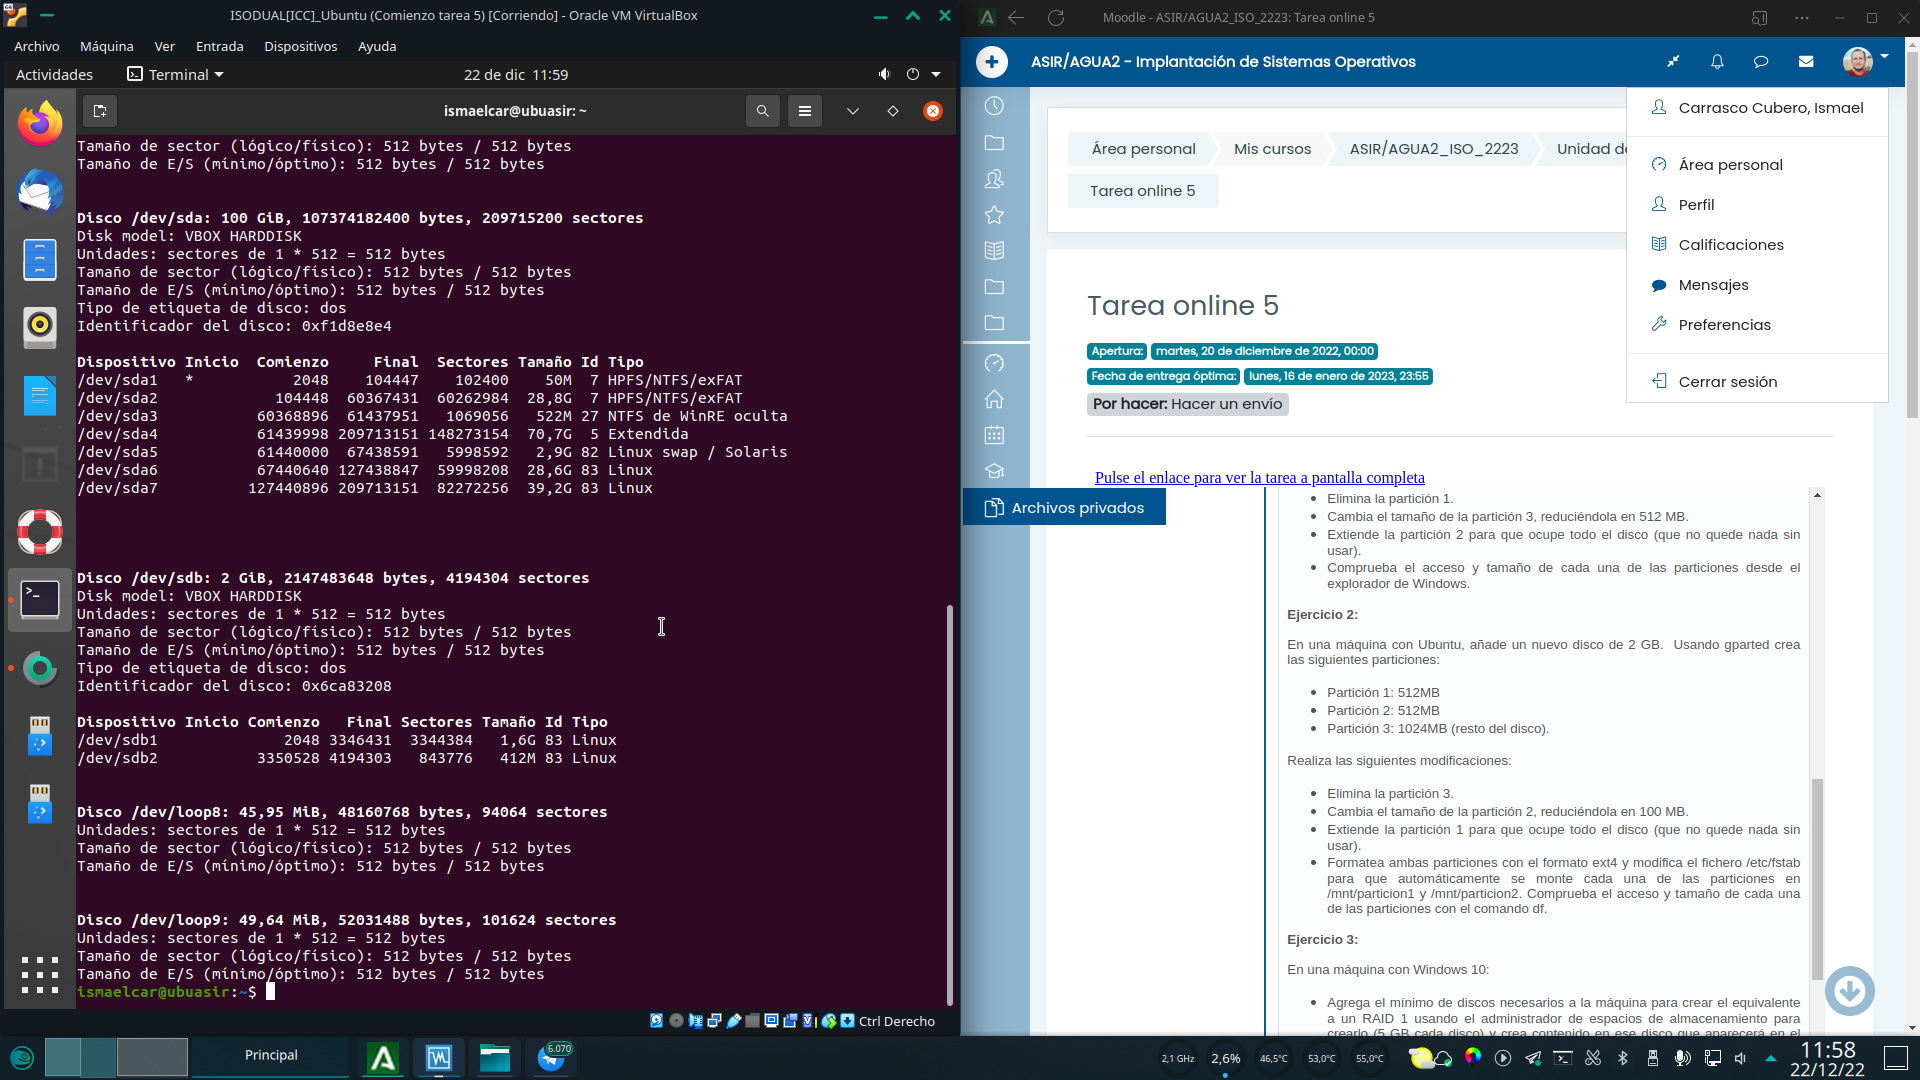 ISODUAL[ICC]_Ubuntu (Comienzo tarea 5) [Corriendo] - Oracle VM VirtualBox
Archivo Máquina Ver Entrada Dispositivos Ayuda
Actividades Terminal 22 de dic 11:59
ismaelcar@ubuasir: ~
Tamaño de sector (lógico/físico): 512 bytes / 512 bytes
Tamaño de E/S (mínimo/óptimo): 512 bytes / 512 bytes
Disco /dev/sda: 100 GiB, 107374182400 bytes, 209715200 sectores
Disk model: VBOX HARDDISK
Unidades: sectores de 1 * 512 = 512 bytes
Tamaño de sector (lógico/físico): 512 bytes / 512 bytes
Tamaño de E/S (mínimo/óptimo): 512 bytes / 512 bytes
Tipo de etiqueta de disco: dos
Identificador del disco: 0xf1d8e8e4
Dispositivo Inicio Comienzo Final Sectores Tamaño Id Tipo
/dev/sda1 * 2048 104447 102400 50M 7 HPFS/NTFS/exFAT
/dev/sda2 104448 60367431 60262984 28,8G 7 HPFS/NTFS/exFAT
/dev/sda3 60368896 61437951 1069056 522M 27 NTFS de WinRE oculta
/dev/sda4 61439998 209713151 148273154 70,7G 5 Extendida
/dev/sda5 61440000 67438591 5998592 2,9G 82 Linux swap / Solaris
/dev/sda6 67440640 127438847 59998208 28,6G 83 Linux
/dev/sda7 127440896 209713151 82272256 39,2G 83 Linux
Disco /dev/sdb: 2 GiB, 2147483648 bytes, 4194304 sectores
Disk model: VBOX HARDDISK
Unidades: sectores de 1 * 512 = 512 bytes
Tamaño de sector (lógico/físico): 512 bytes / 512 bytes
Tamaño de E/S (mínimo/óptimo): 512 bytes / 512 bytes
Tipo de etiqueta de disco: dos
Identificador del disco: 0x6ca83208
Dispositivo Inicio Comienzo Final Sectores Tamaño Id Tipo
/dev/sdb1 2048 3346431 3344384 1,6G 83 Linux
/dev/sdb2 3350528 4194303 843776 412M 83 Linux
Disco /dev/loop8: 45,95 MiB, 48160768 bytes, 94064 sectores
Unidades: sectores de 1 * 512 = 512 bytes
Tamaño de sector (lógico/físico): 512 bytes / 512 bytes
Tamaño de E/S (mínimo/óptimo): 512 bytes / 512 bytes
Disco /dev/loop9: 49,64 MiB, 52031488 bytes, 101624 sectores
Unidades: sectores de 1 * 512 = 512 bytes
Tamaño de sector (lógico/físico): 512 bytes / 512 bytes
Tamaño de E/S (mínimo/óptimo): 512 bytes / 512 bytes
ismaelcar@ubuasir:~$
Ctrl Derecho
Moodle - ASIR/AGUA2_ISO_2223: Tarea online 5
ASIR/AGUA2 - Implantación de Sistemas Operativos
Área personal Mis cursos ASIR/AGUA2_ISO_2223 Unidad de
Tarea online 5
Carrasco Cubero, Ismael
Área personal
Perfil
Calificaciones
Mensajes
Preferencias
Cerrar sesión
Tarea online 5
Apertura: martes, 20 de diciembre de 2022, 00:00
Fecha de entrega óptima: lunes, 16 de enero de 2023, 23:55
Por hacer: Hacer un envío
Pulse el enlace para ver la tarea a pantalla completa
Archivos privados
• Elimina la partición 1.
• Cambia el tamaño de la partición 3, reduciéndola en 512 MB.
• Extiende la partición 2 para que ocupe todo el disco (que no quede nada sin
usar).
• Comprueba el acceso y tamaño de cada una de las particiones desde el
explorador de Windows.
Ejercicio 2:
En una máquina con Ubuntu, añade un nuevo disco de 2 GB. Usando gparted crea
las siguientes particiones:
• Partición 1: 512MB
• Partición 2: 512MB
• Partición 3: 1024MB (resto del disco).
Realiza las siguientes modificaciones:
• Elimina la partición 3.
• Cambia el tamaño de la partición 2, reduciéndola en 100 MB.
• Extiende la partición 1 para que ocupe todo el disco (que no quede nada sin
usar).
• Formatea ambas particiones con el formato ext4 y modifica el fichero /etc/fstab
para que automáticamente se monte cada una de las particiones en
/mnt/particion1 y /mnt/particion2. Comprueba el acceso y tamaño de cada una
de las particiones con el comando df.
Ejercicio 3:
En una máquina con Windows 10:
• Agrega el mínimo de discos necesarios a la máquina para crear el equivalente
a un RAID 1 usando el administrador de espacios de almacenamiento para
crearlo (5 GB cada disco) y crea contenido en ese disco que aparecerá en el
Principal
6.070
2,1 GHz 2,6% 46,5°C 53,0°C 55,0°C
11:58
22/12/22